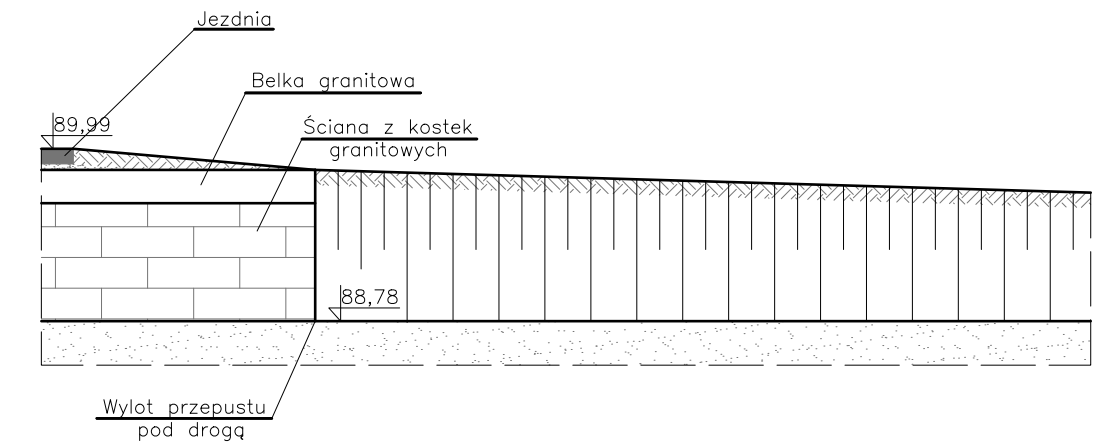 Jezdnia
Belka granitowa
89,99
Ściana z kostek
granitowych
88,78
Wylot przepustu
pod drogą